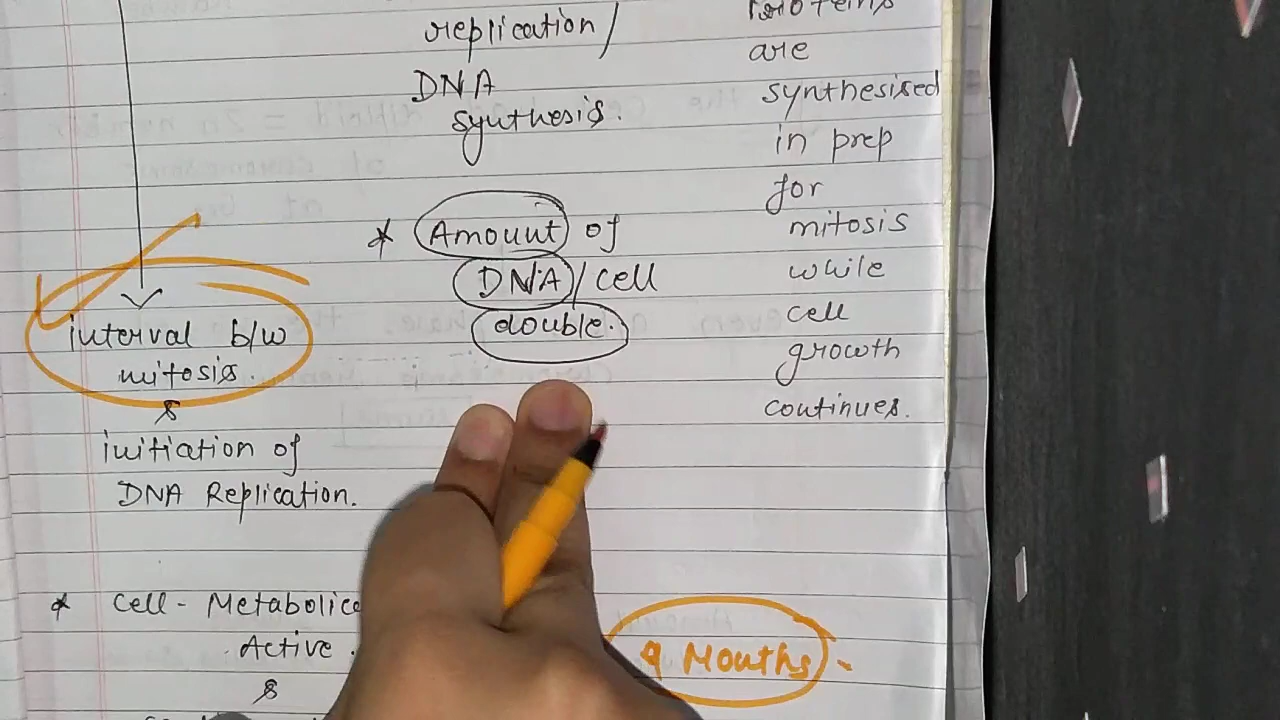 interval b/w
mitosis.
&
initiation of
DNA Replication.
* Cell - Metabolica
Active.
&
replication/
DNA
synthesis.
* Amount of
DNA/cell
double.
Proteins
are
synthesised
in prep
for
mitosis
while
cell
growth
continues.
9 Months